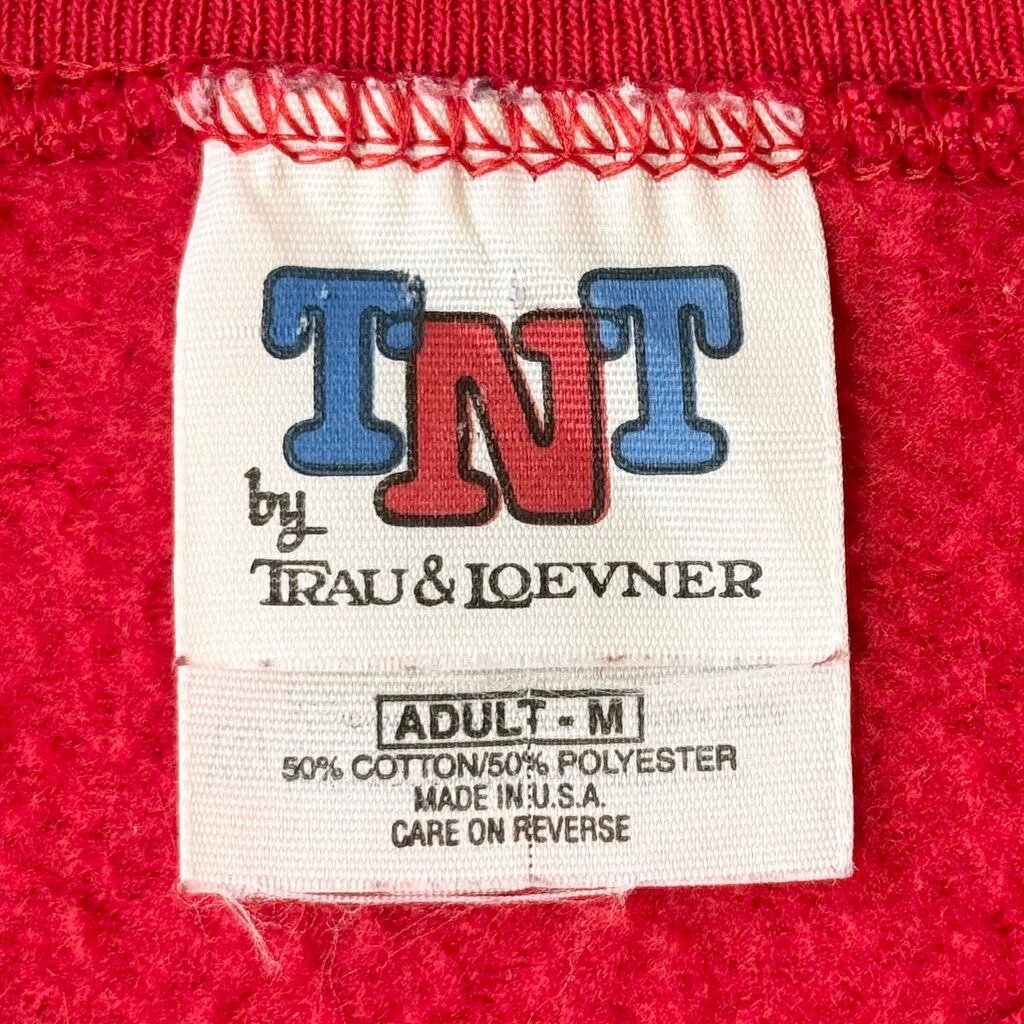 TNT
by
TRAU & LOEVNER
ADULT - M
50% COTTON/50% POLYESTER
MADE IN U.S.A.
CARE ON REVERSE